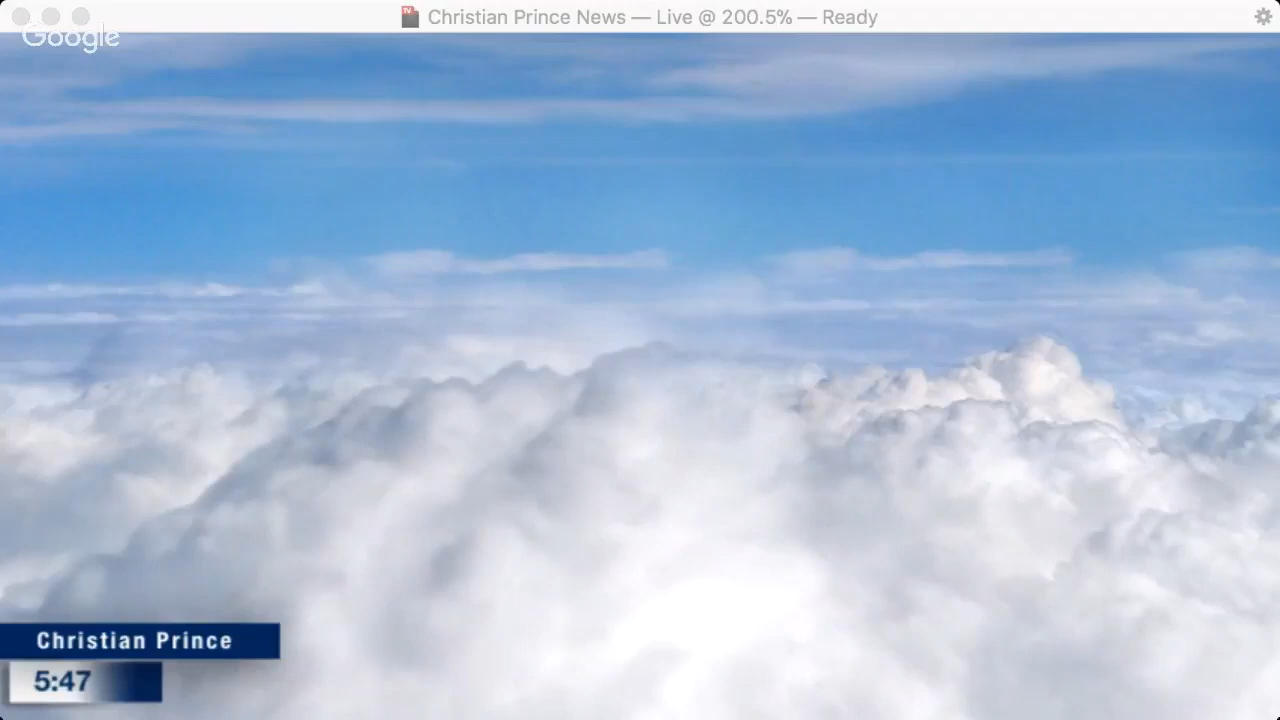 Christian Prince News — Live @ 200.5% — Ready
Google
Christian Prince
5:47